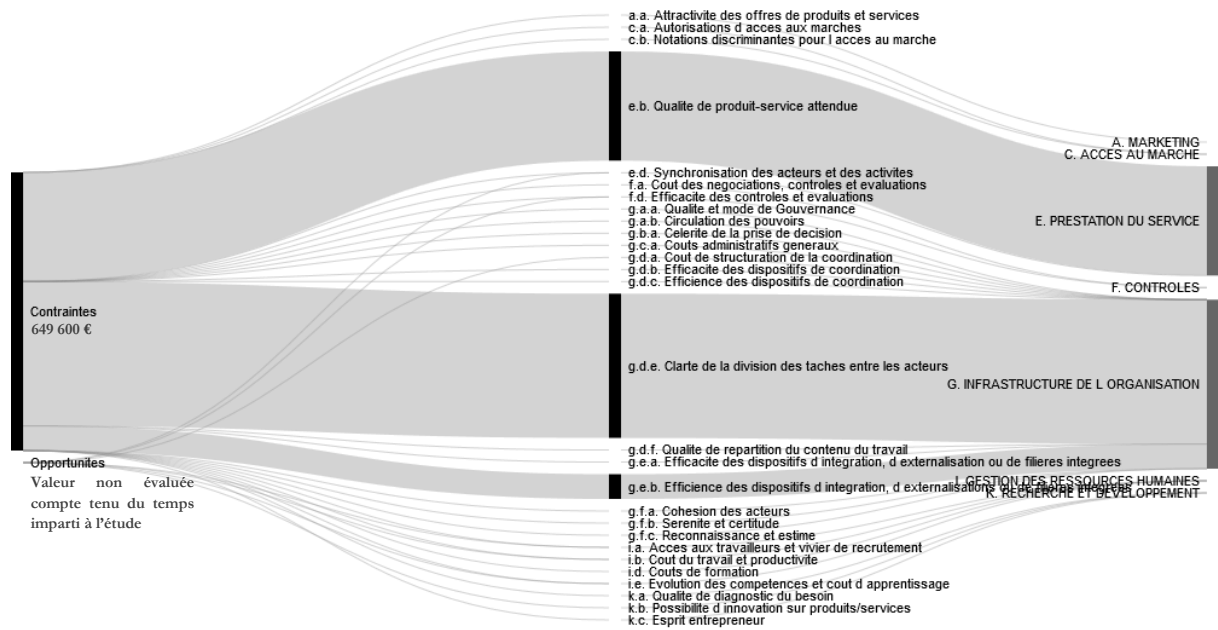 a.a. Attractivite des offres de produits et services
c.a. Autorisations d acces aux marches
c.b. Notations discriminantes pour l acces au marche
e.b. Qualite de produit-service attendue
A. MARKETING
C. ACCES AU MARCHE
e.d. Synchronisation des acteurs et des activites
f.a. Cout des negociations, controles et evaluations
f.d. Efficacite des controles et evaluations
g.a.a. Qualite et mode de Gouvernance
g.a.b. Circulation des pouvoirs
E. PRESTATION DU SERVICE
g.b.a. Celerite de la prise de decision
g.c.a. Couts administratifs generaux
g.d.a. Cout de structuration de la coordination
g.d.b. Efficacite des dispositifs de coordination
g.d.c. Efficience des dispositifs de coordination
F. CONTROLES
Contraintes
649 600 €
g.d.e. Clarte de la division des taches entre les acteurs
G. INFRASTRUCTURE DE L ORGANISATION
g.d.f. Qualite de repartition du contenu du travail
g.e.a. Efficacite des dispositifs d integration, d externalisation ou de filieres integrees
Opportunites
Valeur non évaluée
compte tenu du temps
imparti à l'étude
g.e.b. Efficience des dispositifs d integration, d externalisations ou de filieres integrees
I. GESTION DES RESSOURCES HUMAINES
K. RECHERCHE ET DEVELOPPEMENT
g.f.a. Cohesion des acteurs
g.f.b. Serenite et certitude
g.f.c. Reconnaissance et estime
i.a. Acces aux travailleurs et vivier de recrutement
i.b. Cout du travail et productivite
i.d. Couts de formation
i.e. Evolution des competences et cout d apprentissage
k.a. Qualite de diagnostic du besoin
k.b. Possibilite d innovation sur produits/services
k.c. Esprit entrepreneur